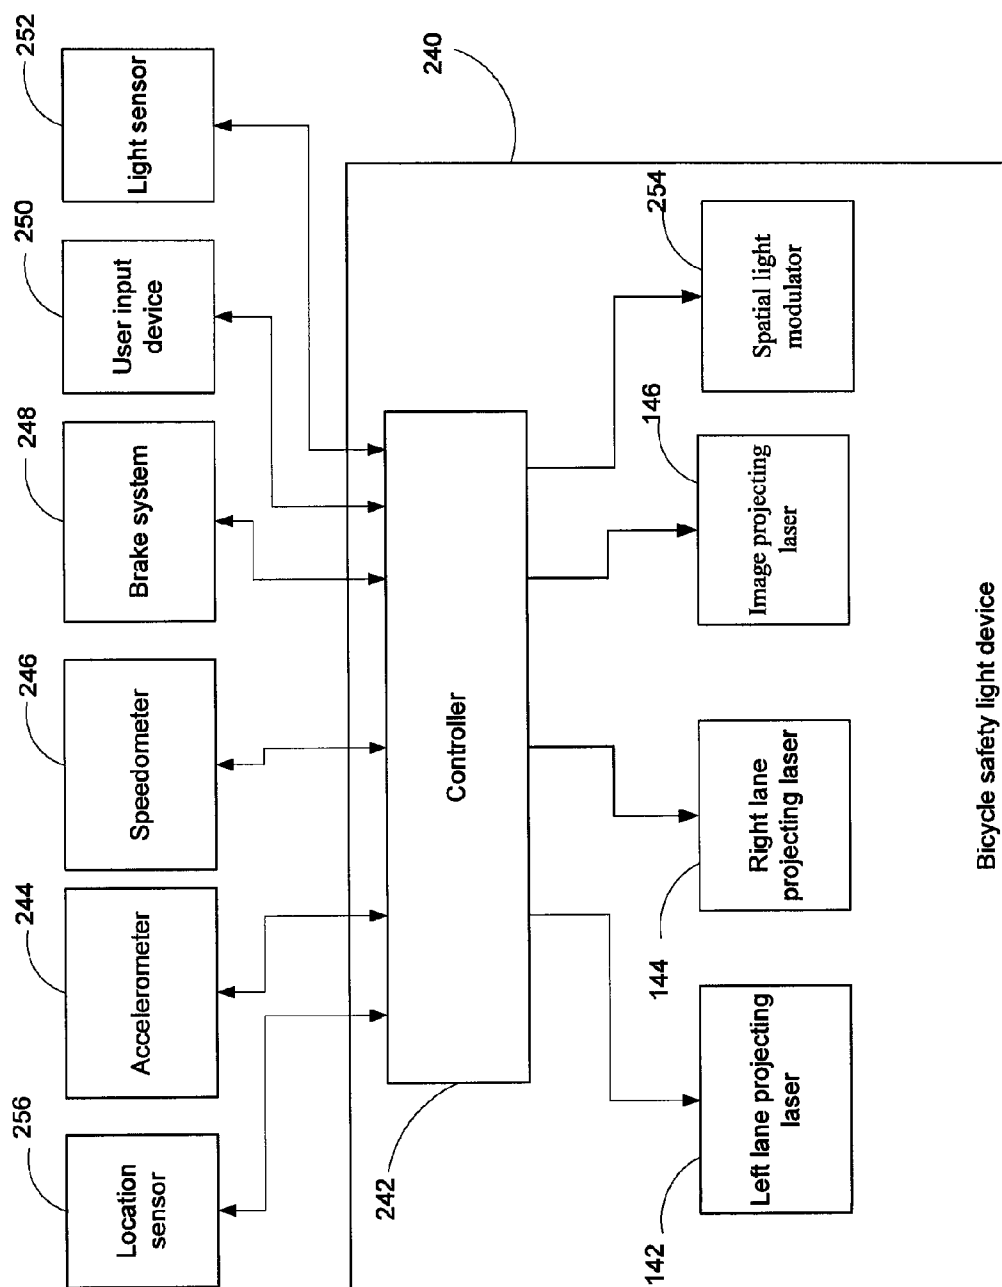 256
244
246
248
250
252
Location
sensor
Accelerometer
Speedometer
Brake system
User input
device
Light sensor
242
240
Controller
142
144
146
254
Left lane projecting
laser
Right lane
projecting laser
Image projecting
laser
Spatial light
modulator
Bicycle safety light device